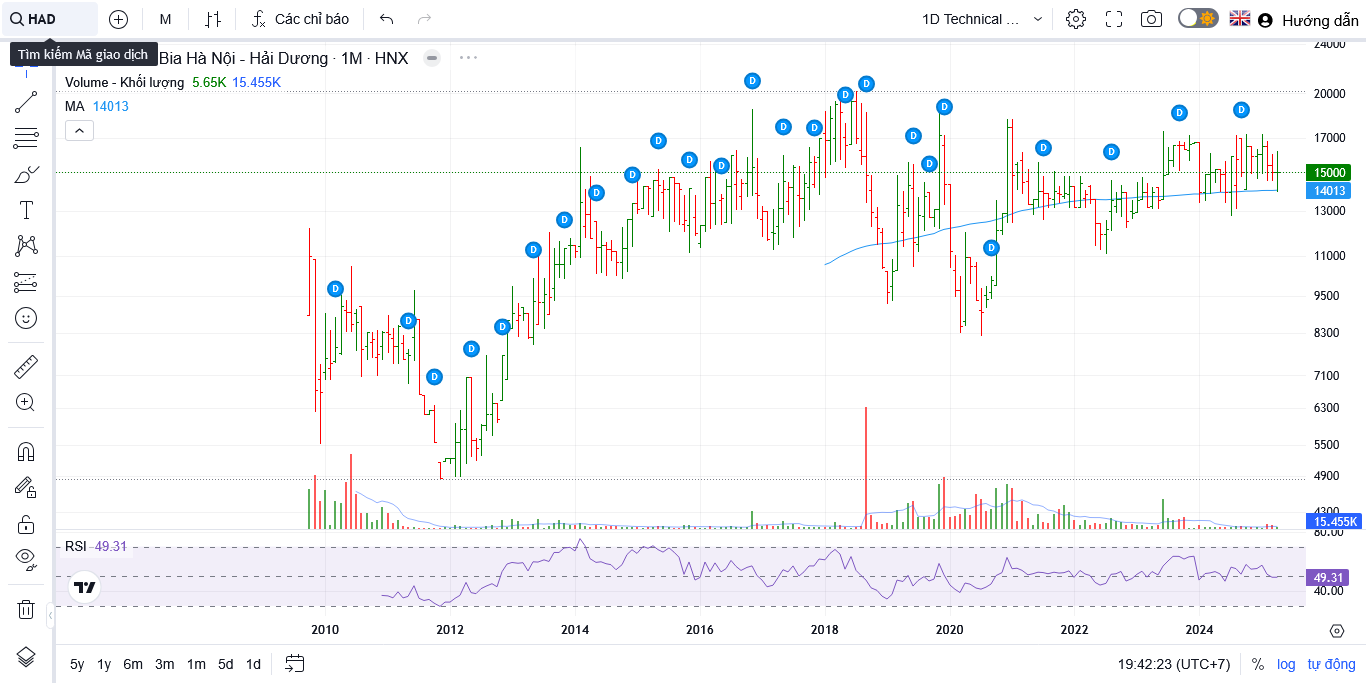 HAD
M
Các chỉ báo
1D Technical ...
Hướng dẫn
Tìm kiếm Mã giao dịch
Bia Hà Nội - Hải Dương · 1M · HNX
Volume - Khối lượng 5.65K 15.455K
MA 14013
D D D D D D D D D D D D D D D D D D D D D D D D D
24000
20000
17000
15000
14013
13000
11000
9500
8300
7100
6300
5500
4900
4300
15.455K
80.00
RSI 49.31
49.31
40.00
2010 2012 2014 2016 2018 2020 2022 2024
5y 1y 6m 3m 1m 5d 1d
19:42:23 (UTC+7) % log tự động